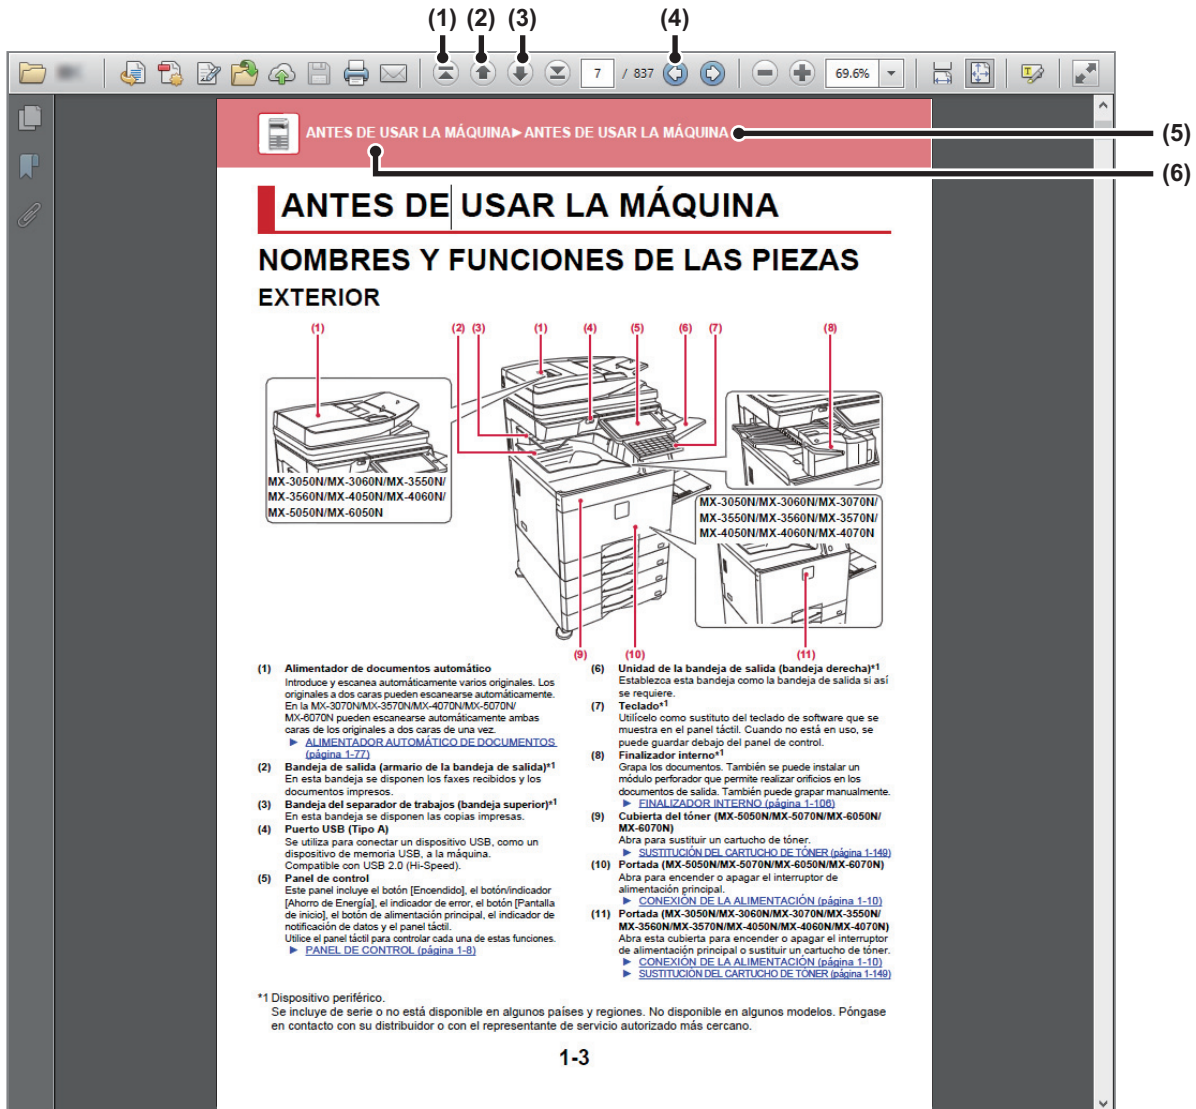 (1) (2) (3) (4)
7 / 837 69.6%
ANTES DE USAR LA MÁQUINA►ANTES DE USAR LA MÁQUINA
(5)
(6)
ANTES DE USAR LA MÁQUINA
NOMBRES Y FUNCIONES DE LAS PIEZAS
EXTERIOR
(1) (2) (3) (1) (4) (5) (6) (7) (8)
MX-3050N/MX-3060N/MX-3550N/
MX-3560N/MX-4050N/MX-4060N/
MX-5050N/MX-6050N
MX-3050N/MX-3060N/MX-3070N/
MX-3550N/MX-3560N/MX-3570N/
MX-4050N/MX-4060N/MX-4070N
(9) (10) (11)
(1) Alimentador de documentos automático
Introduce y escanea automáticamente varios originales. Los
originales a dos caras pueden escanearse automáticamente.
En la MX-3070N/MX-3570N/MX-4070N/MX-5070N/
MX-6070N pueden escanearse automáticamente ambas
caras de los originales a dos caras de una vez.
► ALIMENTADOR AUTOMÁTICO DE DOCUMENTOS
(página 1-77)
(2) Bandeja de salida (armario de la bandeja de salida)*1
En esta bandeja se disponen los faxes recibidos y los
documentos impresos.
(3) Bandeja del separador de trabajos (bandeja superior)*1
En esta bandeja se disponen las copias impresas.
(4) Puerto USB (Tipo A)
Se utiliza para conectar un dispositivo USB, como un
dispositivo de memoria USB, a la máquina.
Compatible con USB 2.0 (Hi-Speed).
(5) Panel de control
Este panel incluye el botón [Encendido], el botón/indicador
[Ahorro de Energía], el indicador de error, el botón [Pantalla
de inicio], el botón de alimentación principal, el indicador de
notificación de datos y el panel táctil.
Utilice el panel táctil para controlar cada una de estas funciones.
► PANEL DE CONTROL (página 1-8)
(6) Unidad de la bandeja de salida (bandeja derecha)*1
Establezca esta bandeja como la bandeja de salida si así
se requiere.
(7) Teclado*1
Utilícelo como sustituto del teclado de software que se
muestra en el panel táctil. Cuando no está en uso, se
puede guardar debajo del panel de control.
(8) Finalizador interno*1
Grapa los documentos. También se puede instalar un
módulo perforador que permite realizar orificios en los
documentos de salida. También puede grapar manualmente.
► FINALIZADOR INTERNO (página 1-106)
(9) Cubierta del tóner (MX-5050N/MX-5070N/MX-6050N/
MX-6070N)
Abra para sustituir un cartucho de tóner.
► SUSTITUCIÓN DEL CARTUCHO DE TÓNER (página 1-149)
(10) Portada (MX-5050N/MX-5070N/MX-6050N/MX-6070N)
Abra para encender o apagar el interruptor de
alimentación principal.
► CONEXIÓN DE LA ALIMENTACIÓN (página 1-10)
(11) Portada (MX-3050N/MX-3060N/MX-3070N/MX-3550N/
MX-3560N/MX-3570N/MX-4050N/MX-4060N/MX-4070N)
Abra esta cubierta para encender o apagar el interruptor
de alimentación principal o sustituir un cartucho de tóner.
► CONEXIÓN DE LA ALIMENTACIÓN (página 1-10)
► SUSTITUCIÓN DEL CARTUCHO DE TÓNER (página 1-149)
*1 Dispositivo periférico.
Se incluye de serie o no está disponible en algunos países y regiones. No disponible en algunos modelos. Póngase
en contacto con su distribuidor o con el representante de servicio autorizado más cercano.
1-3